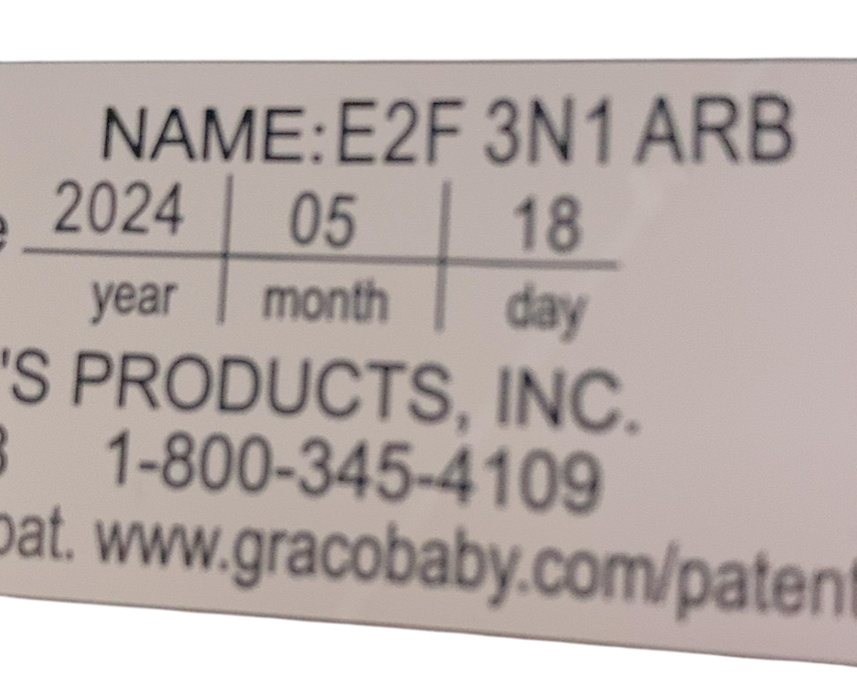 NAME: E2F 3N1 ARB
e 2024 05 18
year month day
'S PRODUCTS, INC.
1-800-345-4109
pat. www.gracobaby.com/patent